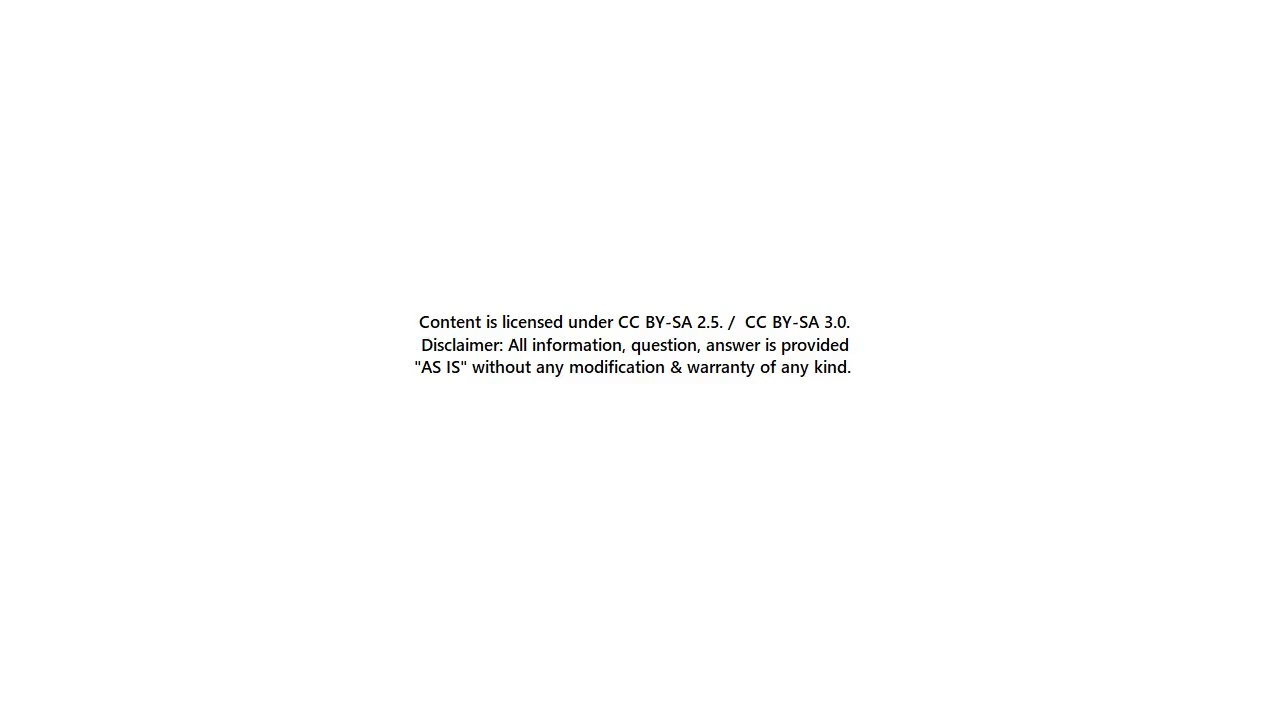 Content is licensed under CC BY-SA 2.5. /  CC BY-SA 3.0.
Disclaimer: All information, question, answer is provided
"AS IS" without any modification & warranty of any kind.